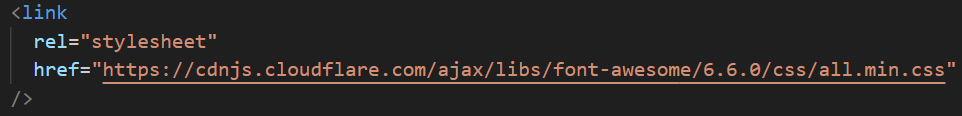 <link
rel="stylesheet"
href="https://cdnjs.cloudflare.com/ajax/libs/font-awesome/6.6.0/css/all.min.css"
/>